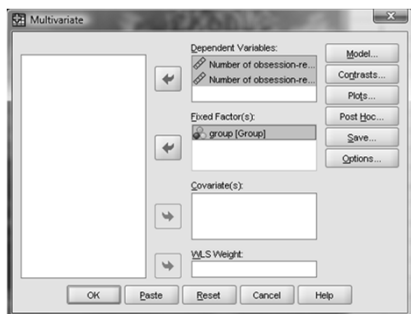 Multivariate
Dependent Variables:
Number of obsession-re...
Number of obsession-re...
Fixed Factor(s):
group [Group]
Covariate(s):
WLS Weight:
Model...
Contrasts...
Plots...
Post Hoc...
Save...
Options...
OK Paste Reset Cancel Help